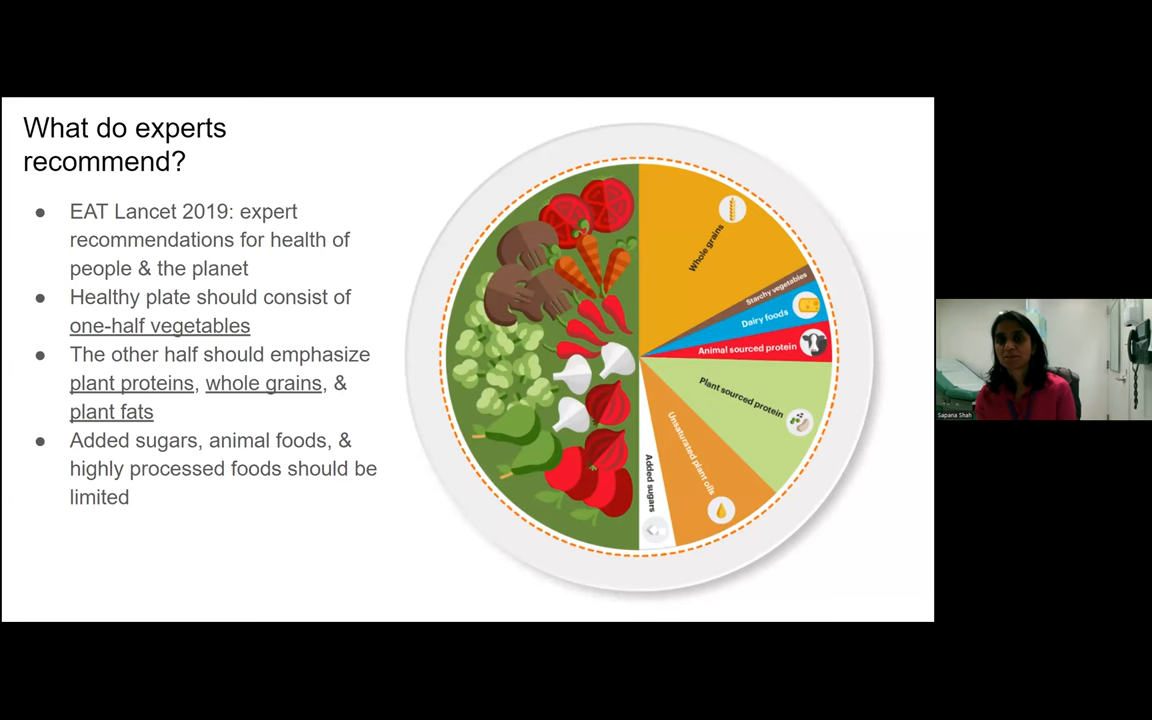 What do experts
recommend?
● EAT Lancet 2019: expert
recommendations for health of
people & the planet
● Healthy plate should consist of
one-half vegetables
● The other half should emphasize
plant proteins, whole grains, &
plant fats
● Added sugars, animal foods, &
highly processed foods should be
limited
Whole grains
Starchy vegetables
Dairy foods
Animal sourced protein
Plant sourced protein
Unsaturated plant oils
Added sugars
Sapana Shah